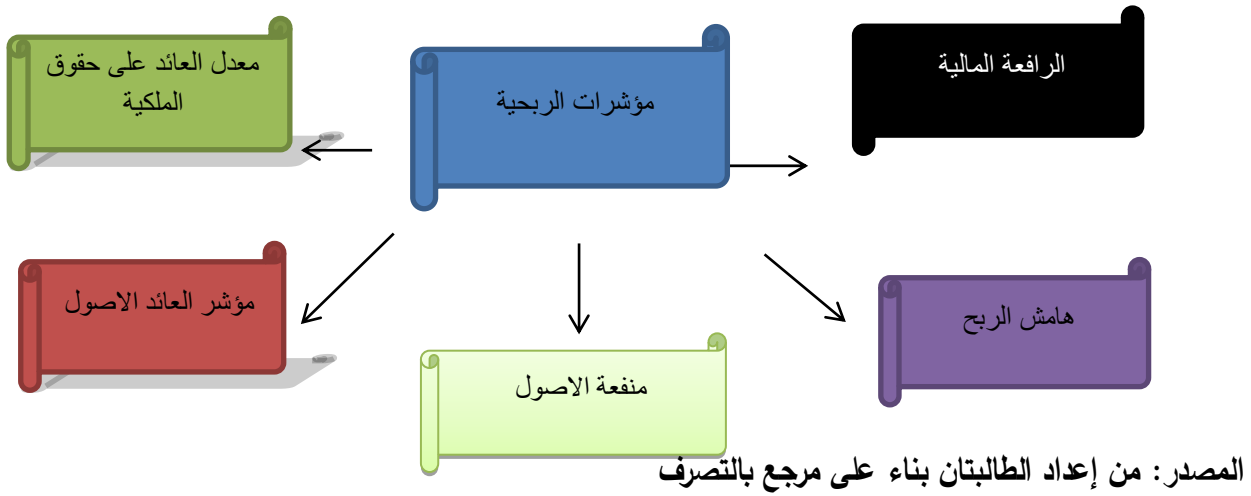 الرافعة المالية
مؤشرات الربحية
معدل العائد على حقوق
الملكية
هامش الربح
منفعة الاصول
مؤشر العائد الاصول
المصدر: من إعداد الطالبتان بناء على مرجع بالتصرف